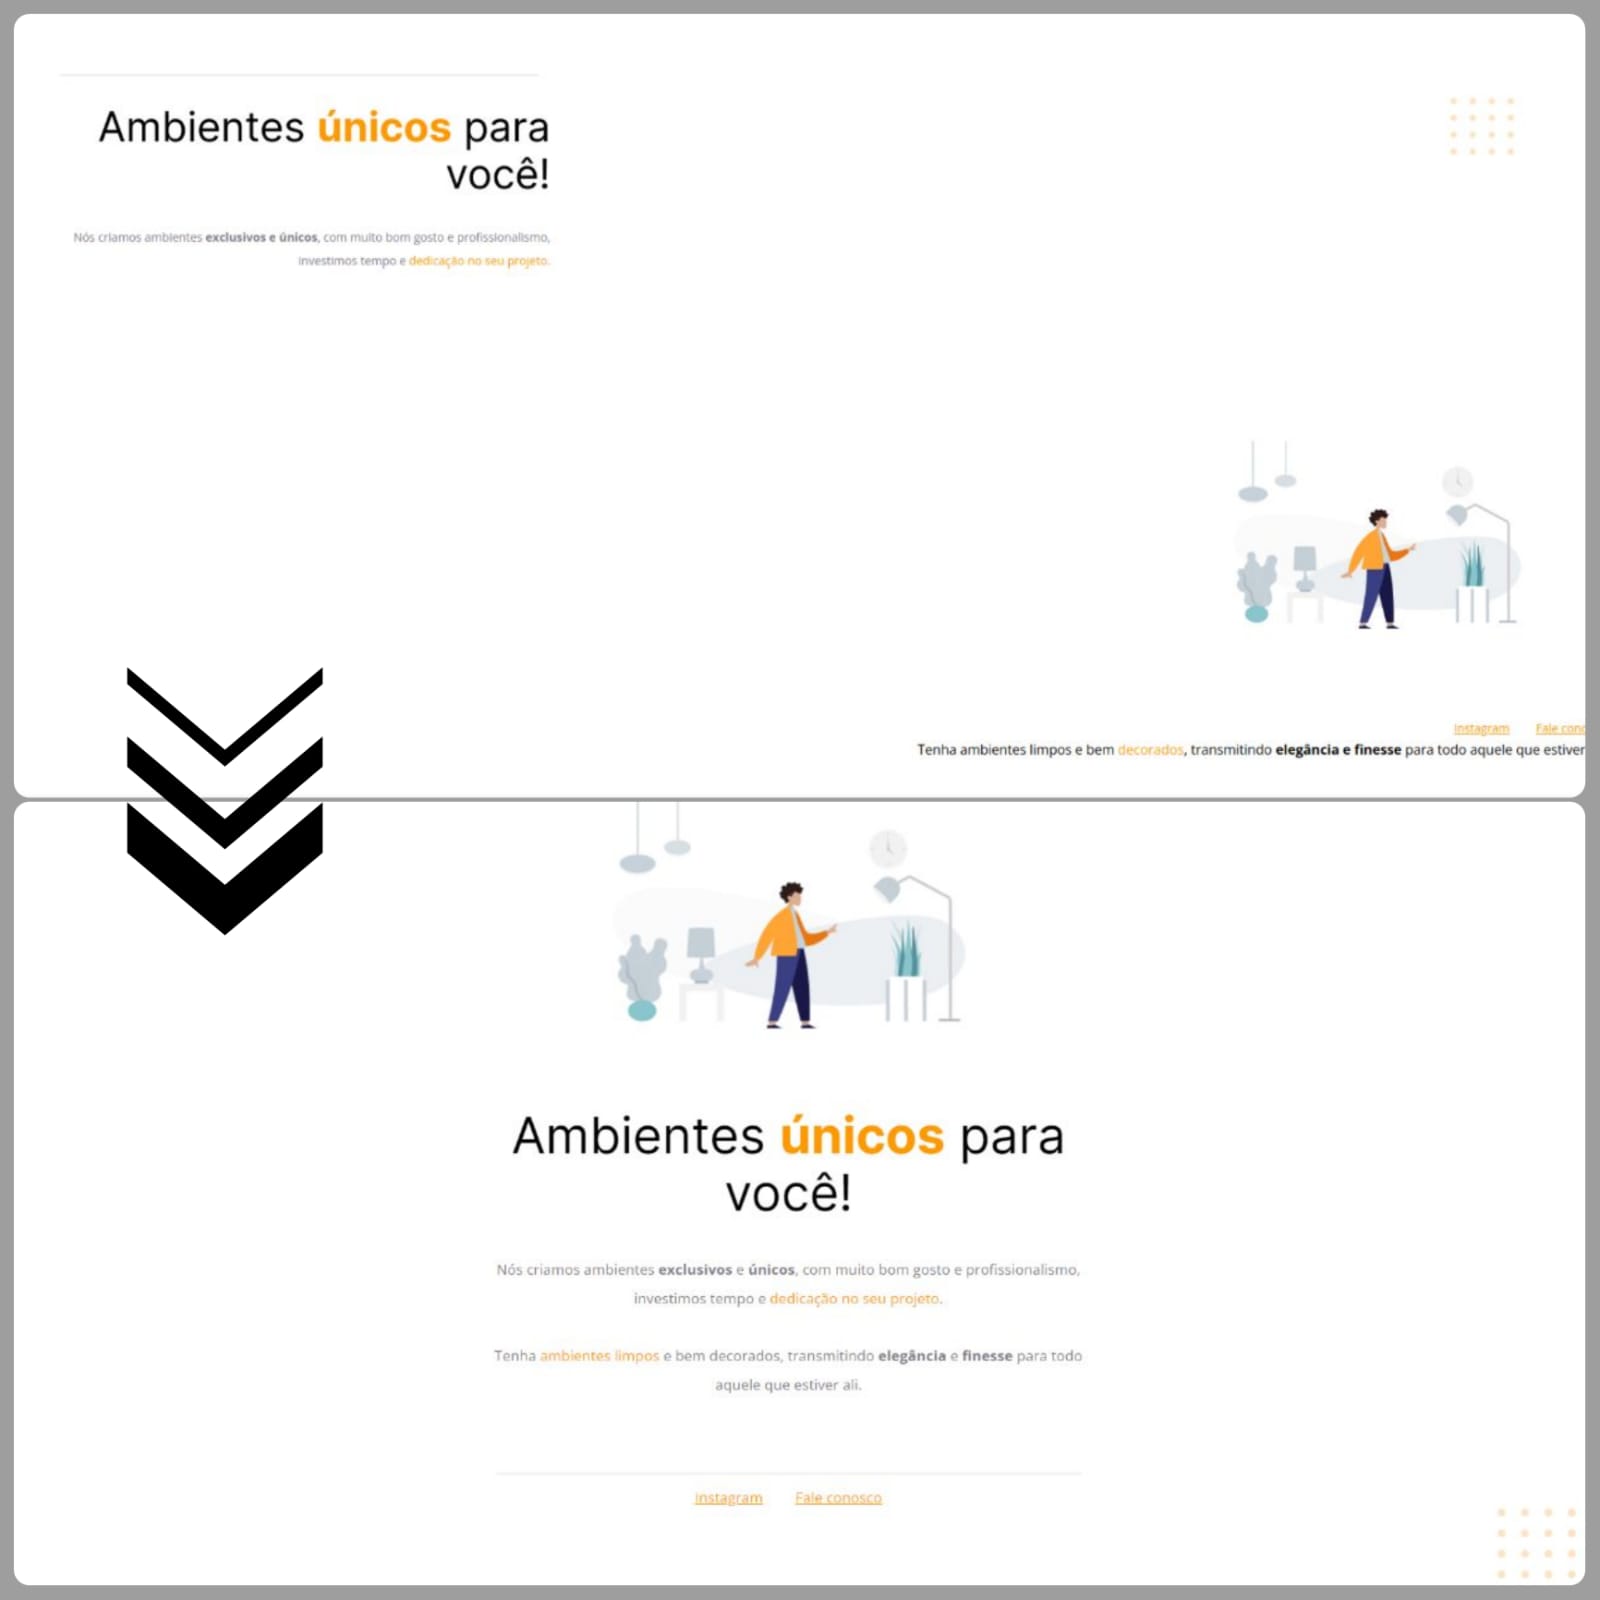 Ambientes únicos para
você!
Nós criamos ambientes exclusivos e únicos, com muito bom gosto e profissionalismo,
investimos tempo e dedicação no seu projeto.
Instagram Fale cono
Tenha ambientes limpos e bem decorados, transmitindo elegância e finesse para todo aquele que estiver
Ambientes únicos para
você!
Nós criamos ambientes exclusivos e únicos, com muito bom gosto e profissionalismo,
investimos tempo e dedicação no seu projeto.
Tenha ambientes limpos e bem decorados, transmitindo elegância e finesse para todo
aquele que estiver ali.
Instagram Fale conosco